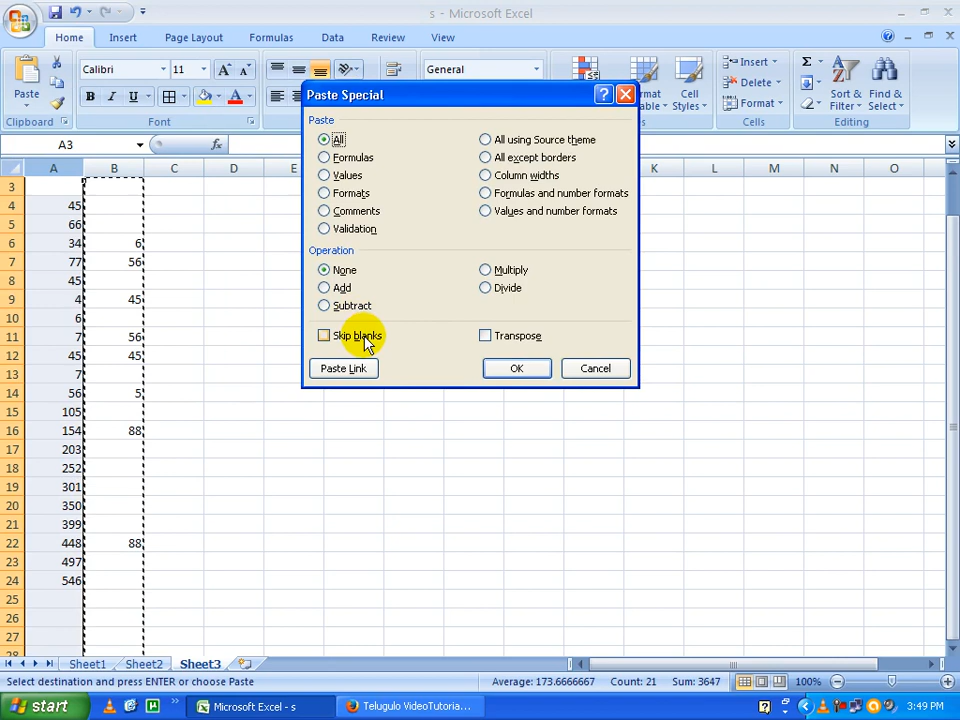 s - Microsoft Excel
Home Insert Page Layout Formulas Data Review View
Paste
Clipboard
Calibri 11
B I U
Font
General
Styles
Insert
Delete
Format
Cells
Sort & Filter
Find & Select
Editing
A3
fx
A B C D E K L M N O
Paste Special
Paste
All All using Source theme
Formulas All except borders
Values Column widths
Formats Formulas and number formats
Comments Values and number formats
Validation
Operation
None Multiply
Add Divide
Subtract
Skip blanks Transpose
Paste Link OK Cancel
3
4 45
5 66
6 34 6
7 77 56
8 45
9 4 45
10 6
11 7 56
12 45 45
13 7
14 56 5
15 105
16 154 88
17 203
18 252
19 301
20 350
21 399
22 448 88
23 497
24 546
25
26
27
Sheet1 Sheet2 Sheet3
Select destination and press ENTER or choose Paste Average: 173.6666667 Count: 21 Sum: 3647 100%
start Microsoft Excel - s Telugulo VideoTutoria... 3:49 PM